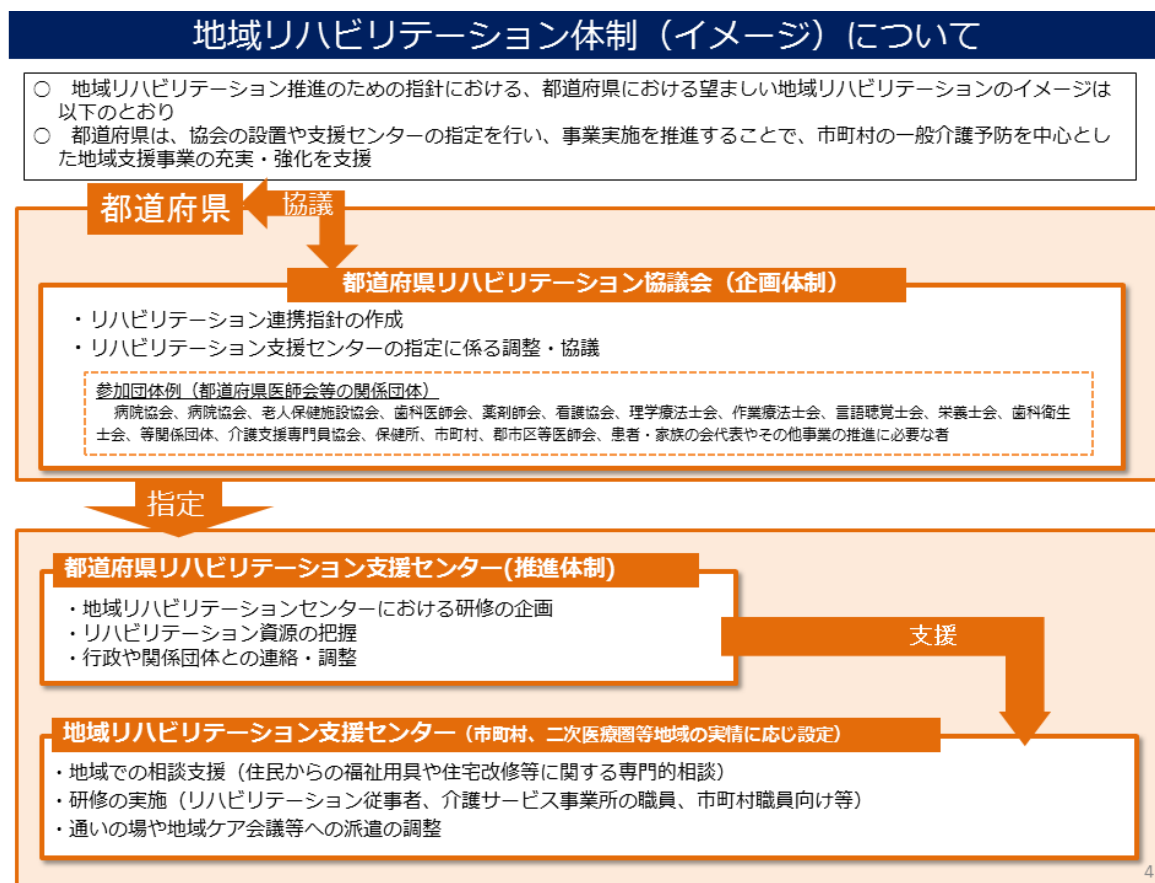 地域リハビリテーション体制（イメージ）について
○　地域リハビリテーション推進のための指針における、都道府県における望ましい地域リハビリテーションのイメージは
以下のとおり
○　都道府県は、協会の設置や支援センターの指定を行い、事業実施を推進することで、市町村の一般介護予防を中心とし
た地域支援事業の充実・強化を支援
都道府県
協議
都道府県リハビリテーション協議会（企画体制）
・リハビリテーション連携指針の作成
・リハビリテーション支援センターの指定に係る調整・協議
参加団体例（都道府県医師会等の関係団体）
病院協会、病院協会、老人保健施設協会、歯科医師会、薬剤師会、看護協会、理学療法士会、作業療法士会、言語聴覚士会、栄養士会、歯科衛生
士会、等関係団体、介護支援専門員協会、保健所、市町村、郡市区等医師会、患者・家族の会代表やその他事業の推進に必要な者
指定
都道府県リハビリテーション支援センター(推進体制)
・地域リハビリテーションセンターにおける研修の企画
・リハビリテーション資源の把握
・行政や関係団体との連絡・調整
支援
地域リハビリテーション支援センター（市町村、二次医療圏等地域の実情に応じ設定）
・地域での相談支援（住民からの福祉用具や住宅改修等に関する専門的相談）
・研修の実施（リハビリテーション従事者、介護サービス事業所の職員、市町村職員向け等）
・通いの場や地域ケア会議等への派遣の調整
4